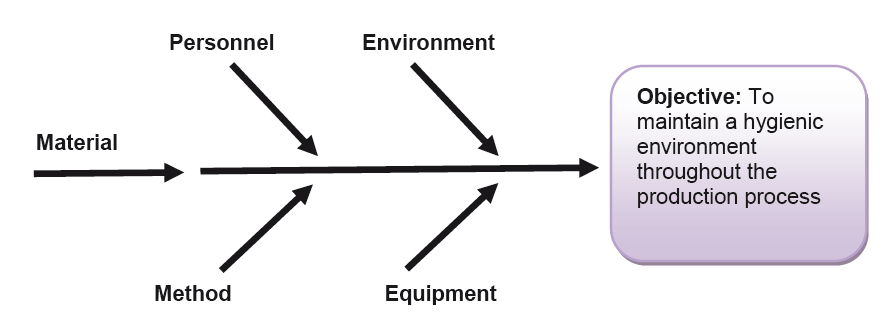 Personnel
Environment
Material
Objective: To
maintain a hygienic
environment
throughout the
production process
Method
Equipment